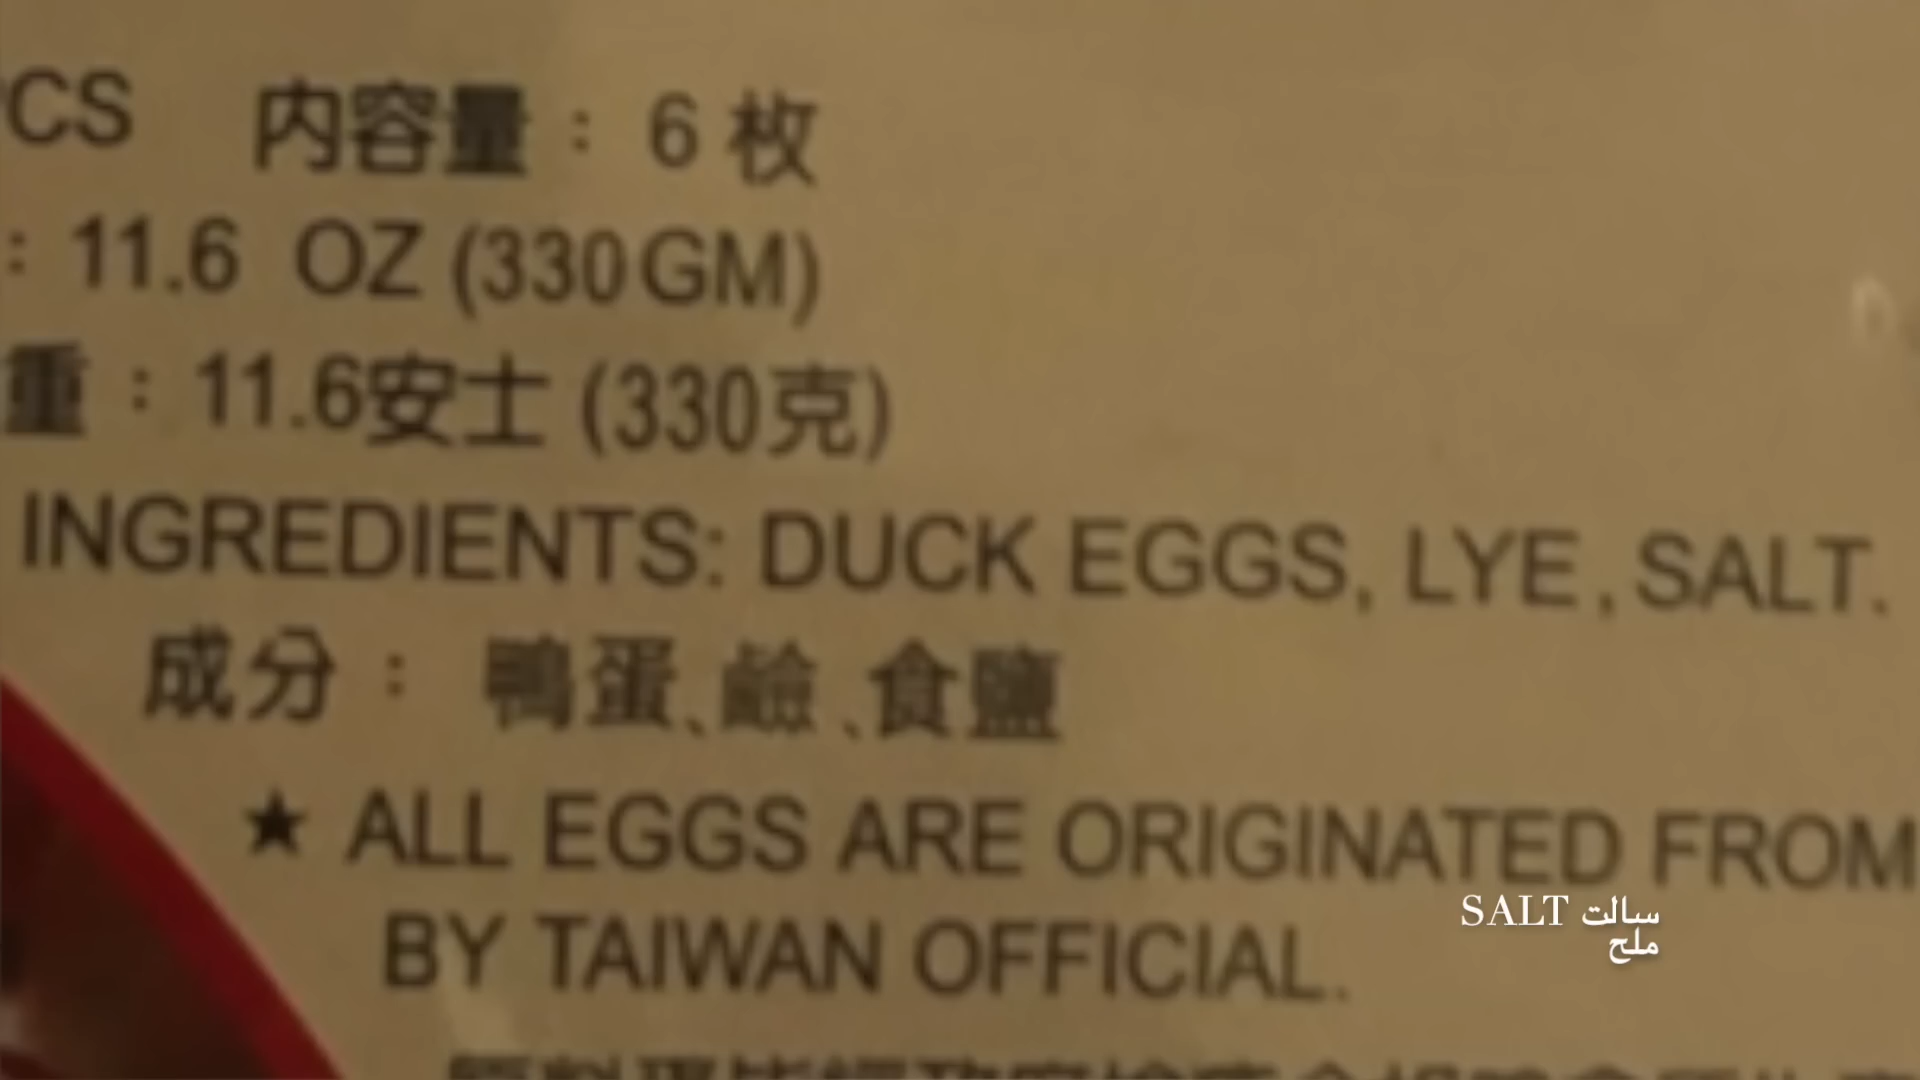 CS 内容量：6 枚
：11.6 OZ (330GM)
重：11.6安士 (330克)
INGREDIENTS: DUCK EGGS, LYE, SALT.
成分：鴨蛋、鹼、食鹽
★ ALL EGGS ARE ORIGINATED FROM
BY TAIWAN OFFICIAL.
SALT سالت
ملح